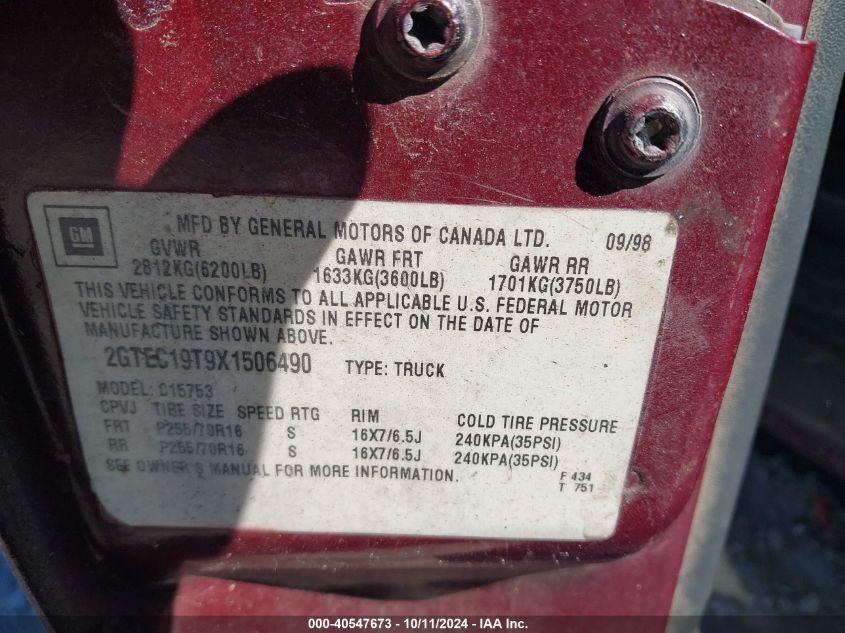 GM
MFD BY GENERAL MOTORS OF CANADA LTD. 09/98
GVWR GAWR FRT GAWR RR
2812KG(6200LB) 1633KG(3600LB) 1701KG(3750LB)
THIS VEHICLE CONFORMS TO ALL APPLICABLE U.S. FEDERAL MOTOR
VEHICLE SAFETY STANDARDS IN EFFECT ON THE DATE OF
MANUFACTURE SHOWN ABOVE.
2GTEC19T9X1506490 TYPE: TRUCK
MODEL: C15753
CPVJ TIRE SIZE SPEED RTG RIM COLD TIRE PRESSURE
FRT P255/70R16 S 16X7/6.5J 240KPA(35PSI)
RR P255/70R16 S 16X7/6.5J 240KPA(35PSI)
SEE OWNER'S MANUAL FOR MORE INFORMATION. F 434
T 751
000-40547673 - 10/11/2024 - IAA Inc.